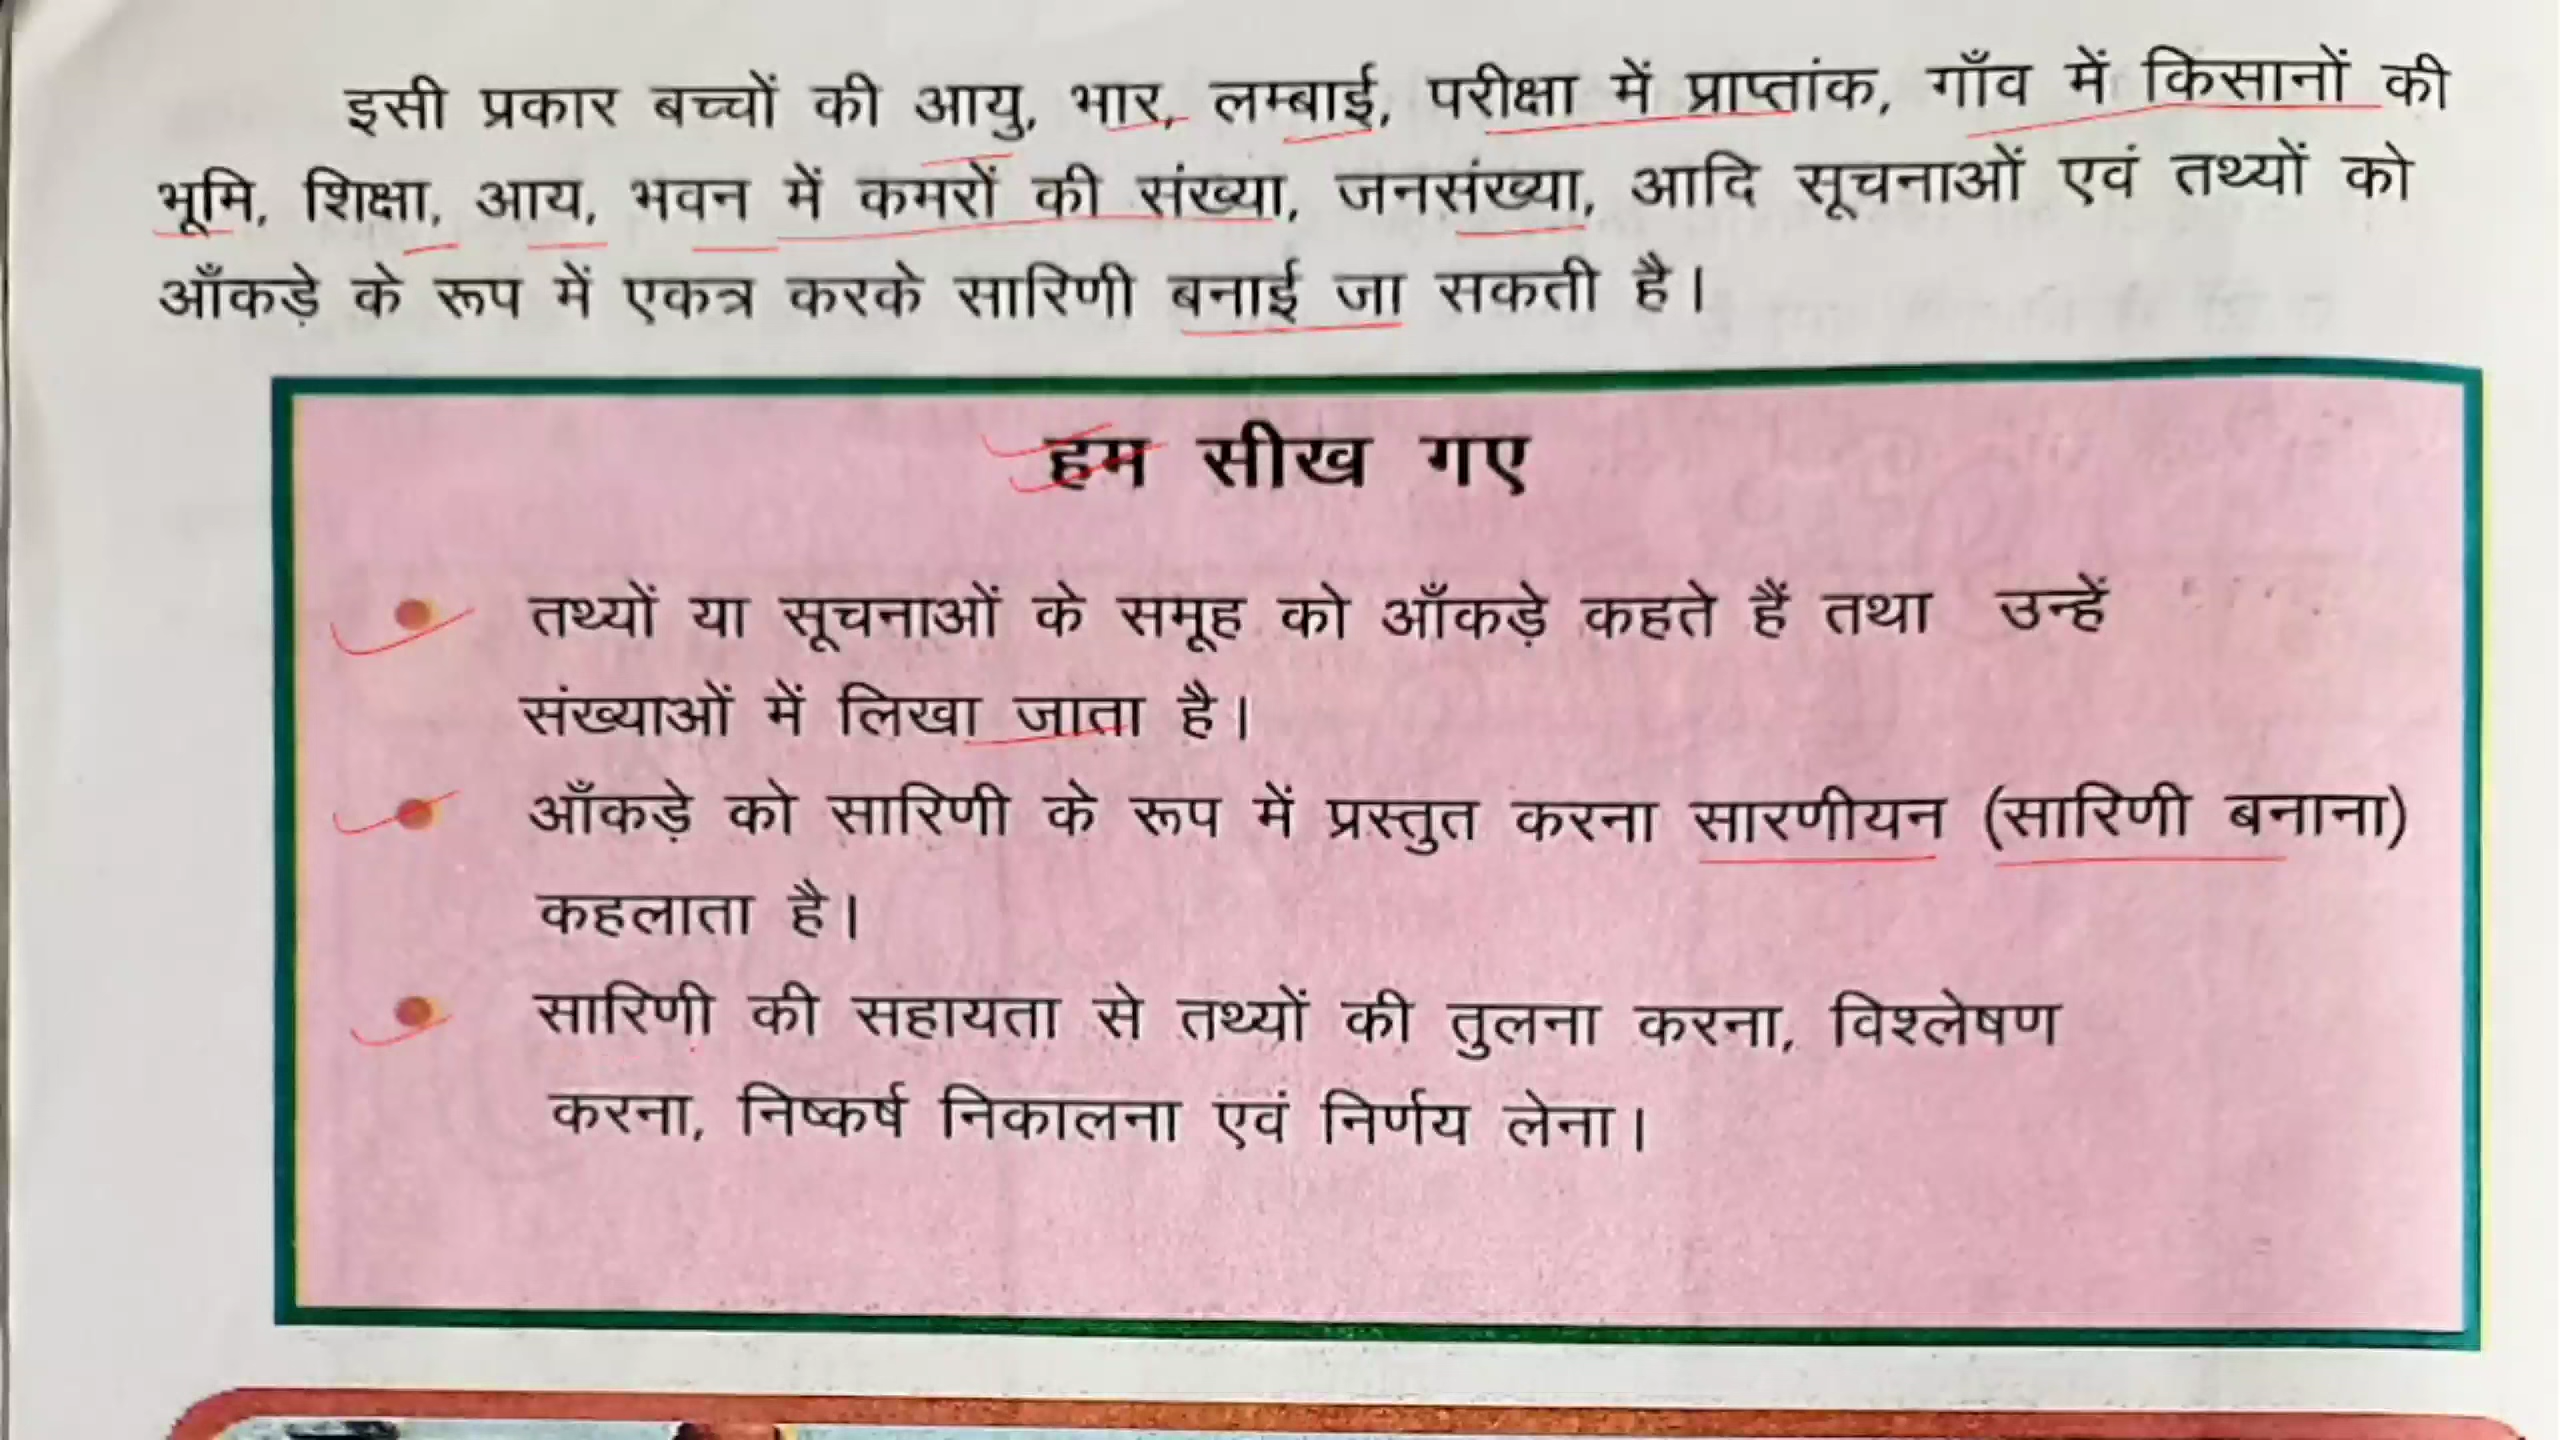 इसी प्रकार बच्चों की आयु, भार, लम्बाई, परीक्षा में प्राप्तांक, गाँव में किसानों की
भूमि, शिक्षा, आय, भवन में कमरों की संख्या, जनसंख्या, आदि सूचनाओं एवं तथ्यों को
आँकड़े के रूप में एकत्र करके सारिणी बनाई जा सकती है।
हम सीख गए
तथ्यों या सूचनाओं के समूह को आँकड़े कहते हैं तथा उन्हें
संख्याओं में लिखा जाता है।
आँकड़े को सारिणी के रूप में प्रस्तुत करना सारणीयन (सारिणी बनाना)
कहलाता है।
सारिणी की सहायता से तथ्यों की तुलना करना, विश्लेषण
करना, निष्कर्ष निकालना एवं निर्णय लेना।